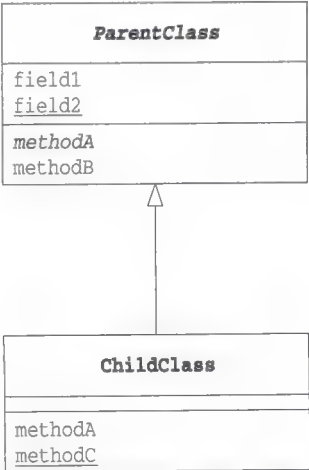 ParentClass
field1
field2
methodA
methodB
ChildClass
methodA
methodC